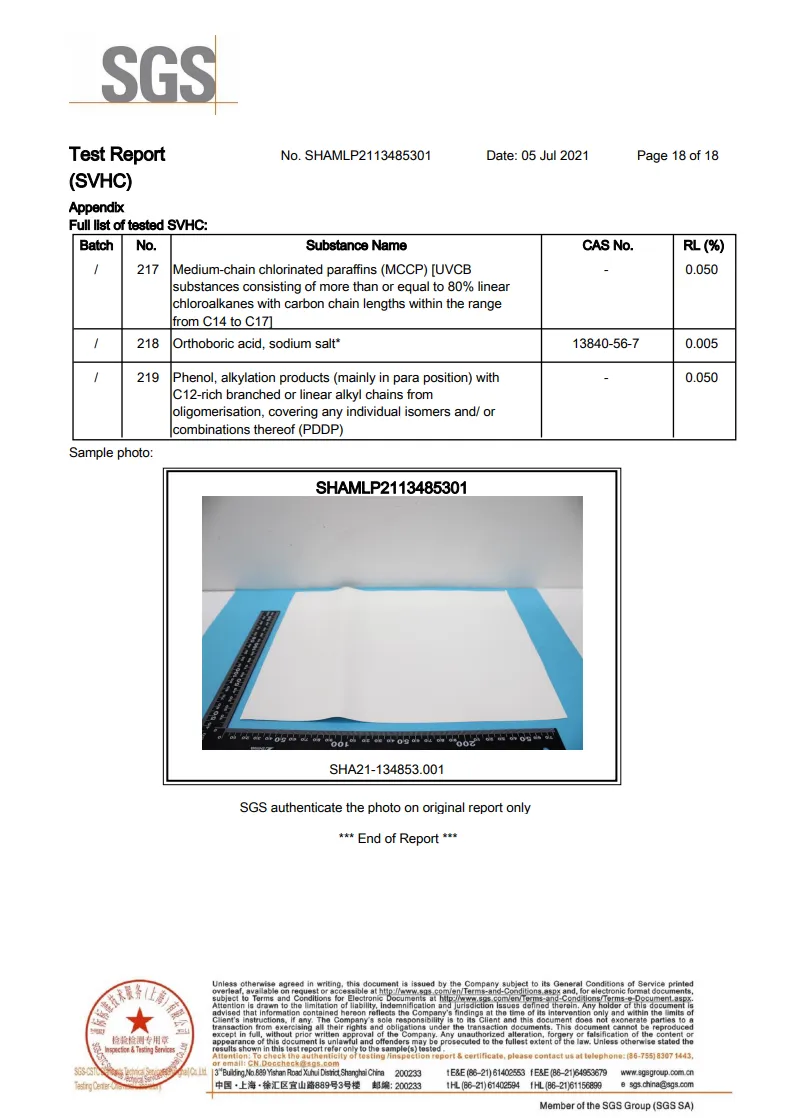 SGS
Test Report No. SHAMLP2113485301 Date: 05 Jul 2021 Page 18 of 18
(SVHC)
Appendix
Full list of tested SVHC:
Batch No. Substance Name CAS No. RL (%)
/ 217 Medium-chain chlorinated paraffins (MCCP) [UVCB - 0.050
substances consisting of more than or equal to 80% linear
chloroalkanes with carbon chain lengths within the range
from C14 to C17]
/ 218 Orthoboric acid, sodium salt* 13840-56-7 0.005
/ 219 Phenol, alkylation products (mainly in para position) with - 0.050
C12-rich branched or linear alkyl chains from
oligomerisation, covering any individual isomers and/ or
combinations thereof (PDDP)
Sample photo:
SHAMLP2113485301
SHA21-134853.001
SGS authenticate the photo on original report only
*** End of Report ***
Unless otherwise agreed in writing, this document is issued by the Company subject to its General Conditions of Service printed
overleaf, available on request or accessible at http://www.sgs.com/en/Terms-and-Conditions.aspx and, for electronic format documents,
subject to Terms and Conditions for Electronic Documents at http://www.sgs.com/en/Terms-and-Conditions/Terms-e-Document.aspx.
Attention is drawn to the limitation of liability, indemnification and jurisdiction issues defined therein. Any holder of this document is
advised that information contained hereon reflects the Company's findings at the time of its intervention only and within the limits of
Client's instructions, if any. The Company's sole responsibility is to its Client and this document does not exonerate parties to a
transaction from exercising all their rights and obligations under the transaction documents. This document cannot be reproduced
except in full, without prior written approval of the Company. Any unauthorized alteration, forgery or falsification of the content or
appearance of this document is unlawful and offenders may be prosecuted to the fullest extent of the law. Unless otherwise stated the
results shown in this test report refer only to the sample(s) tested .
Attention: To check the authenticity of testing /inspection report & certificate, please contact us at telephone: (86-755) 8307 1443,
or email: CN.Doccheck@sgs.com
检验检测专用章
Inspection & Testing Services
3rd Building,No.889 Yishan Road Xuhui District,Shanghai China 200233 t E&E (86–21) 61402553 f E&E (86–21)64953679 www.sgsgroup.com.cn
中国·上海·徐汇区宜山路889号3号楼 邮编: 200233 t HL (86–21) 61402594 f HL (86–21)61156899 e sgs.china@sgs.com
Member of the SGS Group (SGS SA)